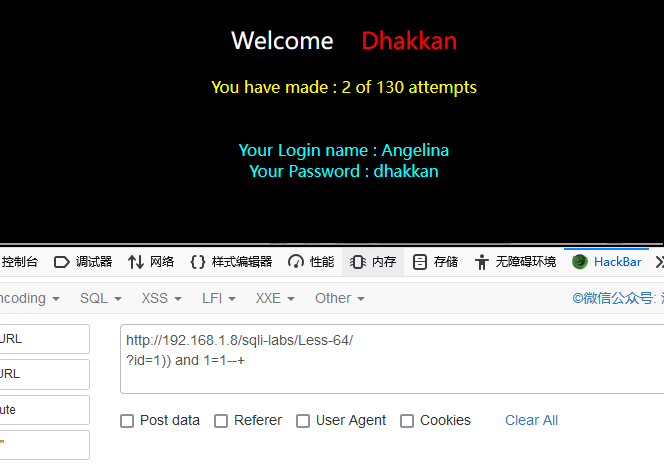 Welcome Dhakkan
You have made : 2 of 130 attempts
Your Login name : Angelina
Your Password : dhakkan
控制台 调试器 网络 样式编辑器 性能 内存 存储 无障碍环境 HackBar
ncoding SQL XSS LFI XXE Other ©微信公众号:
URL
http://192.168.1.8/sqli-labs/Less-64/
?id=1)) and 1=1--+
URL
ute
Post data Referer User Agent Cookies Clear All